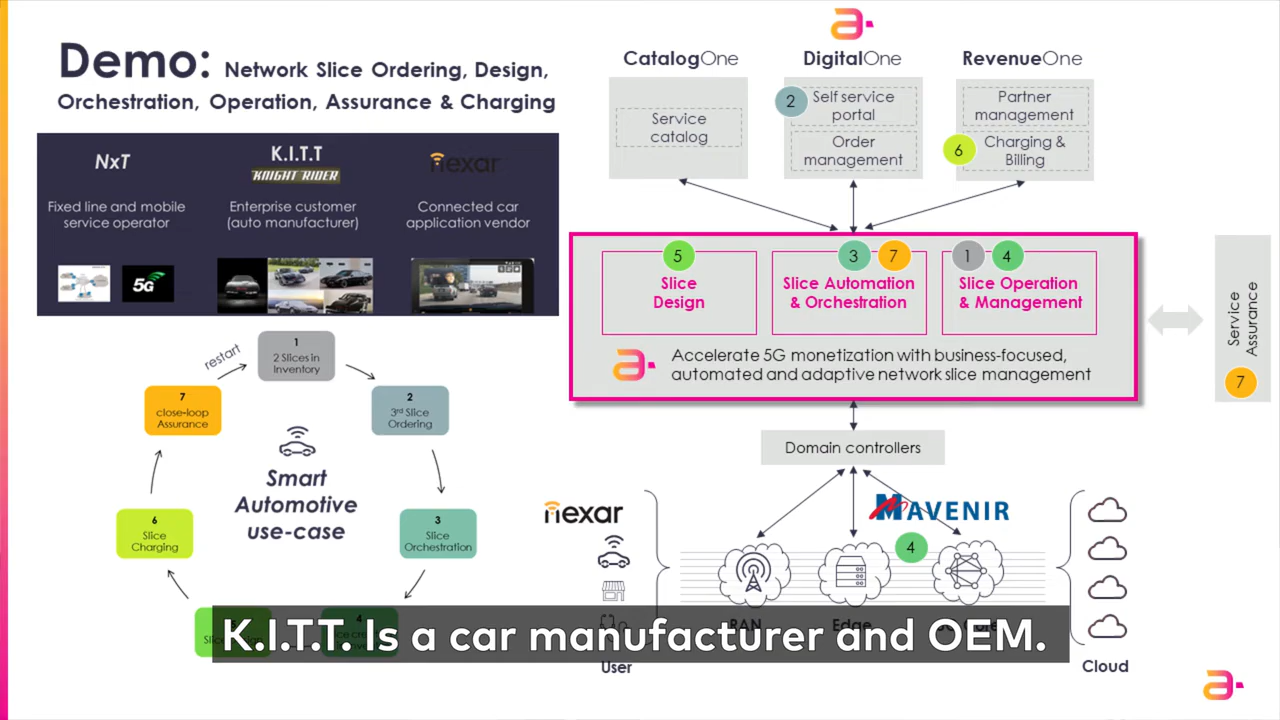 Demo: Network Slice Ordering, Design,
Orchestration, Operation, Assurance & Charging
NxT
Fixed line and mobile
service operator
5G
K.I.T.T
KNIGHT RIDER
Enterprise customer
(auto manufacturer)
nexar
Connected car
application vendor
restart
1
2 Slices in
Inventory
2
3rd Slice
Ordering
3
Slice
Orchestration
6
Slice
Charging
7
close-loop
Assurance
Smart
Automotive
use-case
CatalogOne
Service
catalog
DigitalOne
2
Self service
portal
Order
management
RevenueOne
Partner
management
6
Charging &
Billing
5
Slice
Design
3 7
Slice Automation
& Orchestration
1 4
Slice Operation
& Management
Accelerate 5G monetization with business-focused,
automated and adaptive network slice management
Service
Assurance
7
Domain controllers
nexar
MAVENIR
4
RAN
Edge
User
Cloud
K.I.T.T. Is a car manufacturer and OEM.